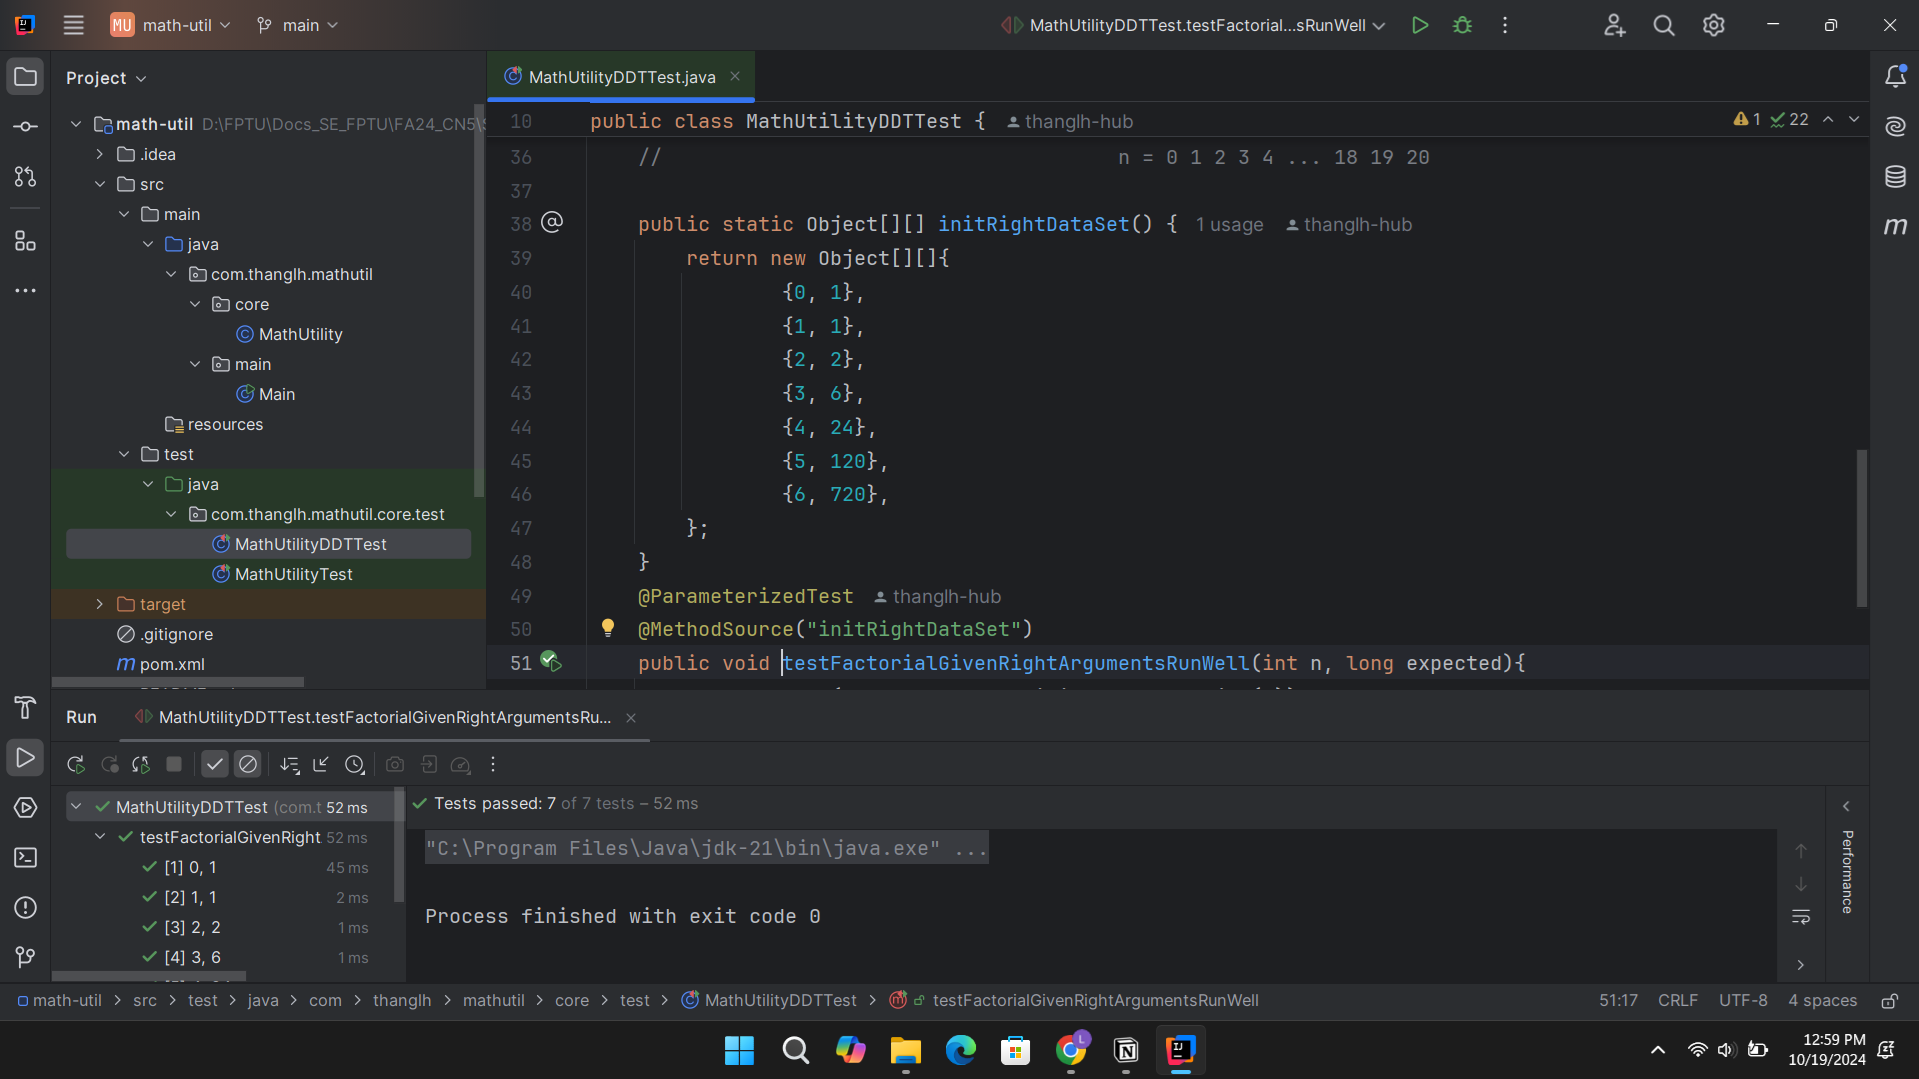 MU math-util main MathUtilityDDTTest.testFactorial...sRunWell
Project
math-util D:\FPTU\Docs_SE_FPTU\FA24_CN5\
.idea
src
main
java
com.thanglh.mathutil
core
MathUtility
main
Main
resources
test
java
com.thanglh.mathutil.core.test
MathUtilityDDTTest
MathUtilityTest
target
.gitignore
pom.xml
MathUtilityDDTTest.java
10 public class MathUtilityDDTTest { thanglh-hub 1 22
36 // n = 0 1 2 3 4 ... 18 19 20
37
38 public static Object[][] initRightDataSet() { 1 usage thanglh-hub
39 return new Object[][]{
40 {0, 1},
41 {1, 1},
42 {2, 2},
43 {3, 6},
44 {4, 24},
45 {5, 120},
46 {6, 720},
47 };
48 }
49 @ParameterizedTest thanglh-hub
50 @MethodSource("initRightDataSet")
51 public void testFactorialGivenRightArgumentsRunWell(int n, long expected){
Run MathUtilityDDTTest.testFactorialGivenRightArgumentsRu...
MathUtilityDDTTest (com.t 52 ms
testFactorialGivenRight 52 ms
[1] 0, 1 45 ms
[2] 1, 1 2 ms
[3] 2, 2 1 ms
[4] 3, 6 1 ms
Tests passed: 7 of 7 tests – 52 ms
"C:\Program Files\Java\jdk-21\bin\java.exe" ...
Process finished with exit code 0
Performance
math-util > src > test > java > com > thanglh > mathutil > core > test > MathUtilityDDTTest > testFactorialGivenRightArgumentsRunWell 51:17 CRLF UTF-8 4 spaces
12:59 PM
10/19/2024